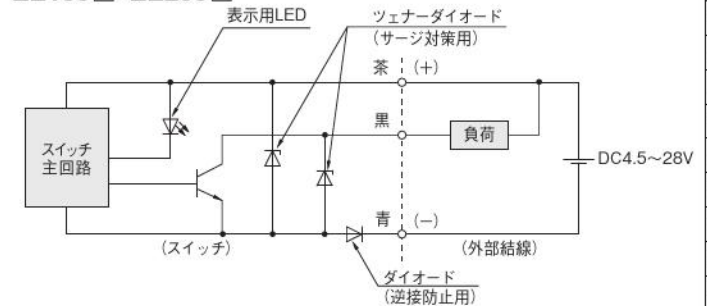 表示用LED
ツェナーダイオード
(サージ対策用)
茶 (+)
黒
負荷
スイッチ
主回路
DC4.5～28V
青 (−)
(スイッチ)
(外部結線)
ダイオード
(逆接防止用)